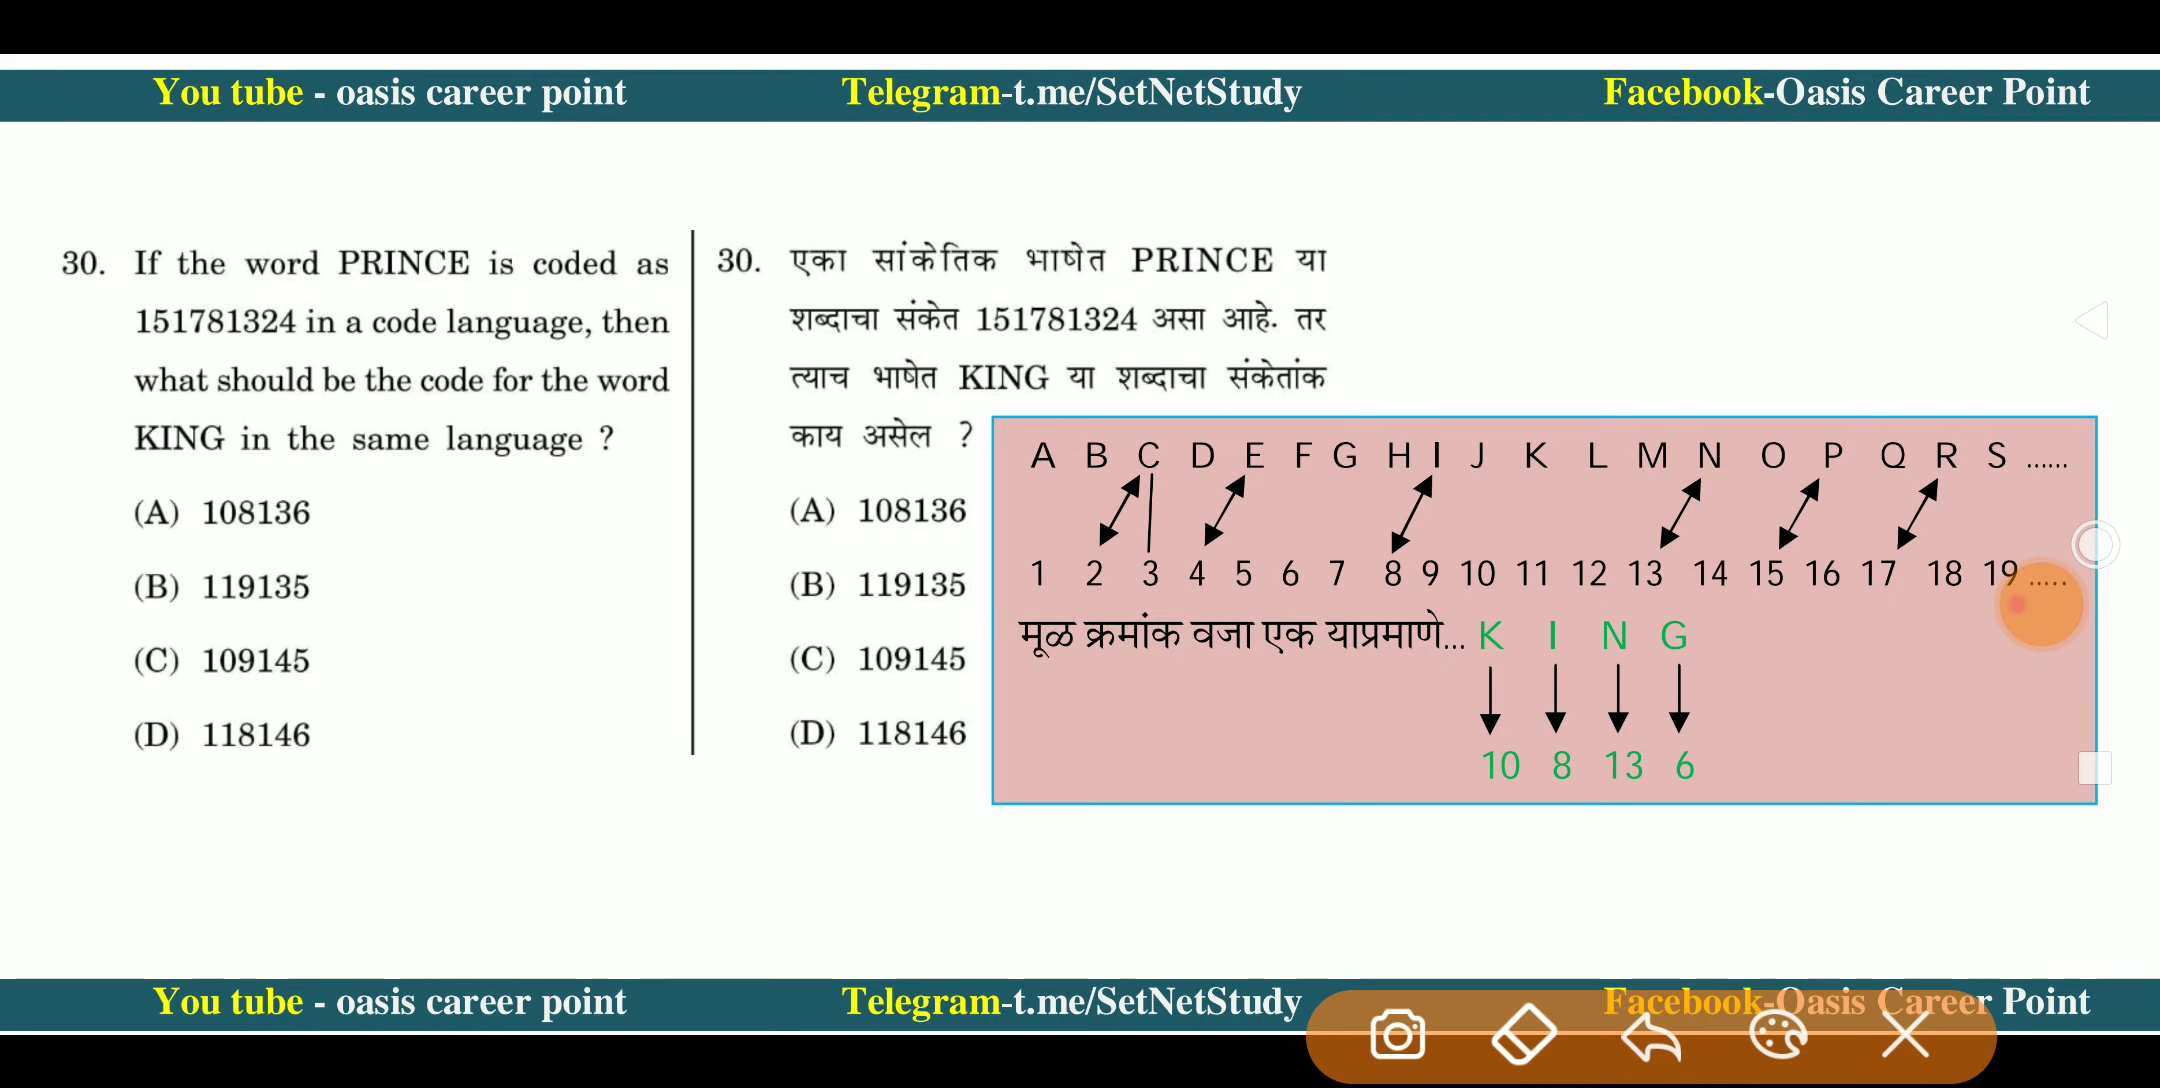 You tube - oasis career point Telegram-t.me/SetNetStudy Facebook-Oasis Career Point
30. If the word PRINCE is coded as
151781324 in a code language, then
what should be the code for the word
KING in the same language ?
(A) 108136
(B) 119135
(C) 109145
(D) 118146
30. एका सांकेतिक भाषेत PRINCE या
शब्दाचा संकेत 151781324 असा आहे. तर
त्याच भाषेत KING या शब्दाचा संकेतांक
काय असेल ?
(A) 108136
(B) 119135
(C) 109145
(D) 118146
A B C D E F G H I J K L M N O P Q R S ......
1 2 3 4 5 6 7 8 9 10 11 12 13 14 15 16 17 18 19 .....
मूळ क्रमांक वजा एक याप्रमाणे... K I N G
10 8 13 6
You tube - oasis career point Telegram-t.me/SetNetStudy Facebook-Oasis Career Point